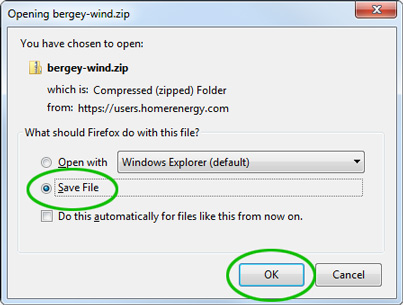 Opening bergey-wind.zip
You have chosen to open:
bergey-wind.zip
which is: Compressed (zipped) Folder
from: https://users.homerenergy.com
What should Firefox do with this file?
Open with Windows Explorer (default)
Save File
Do this automatically for files like this from now on.
OK Cancel